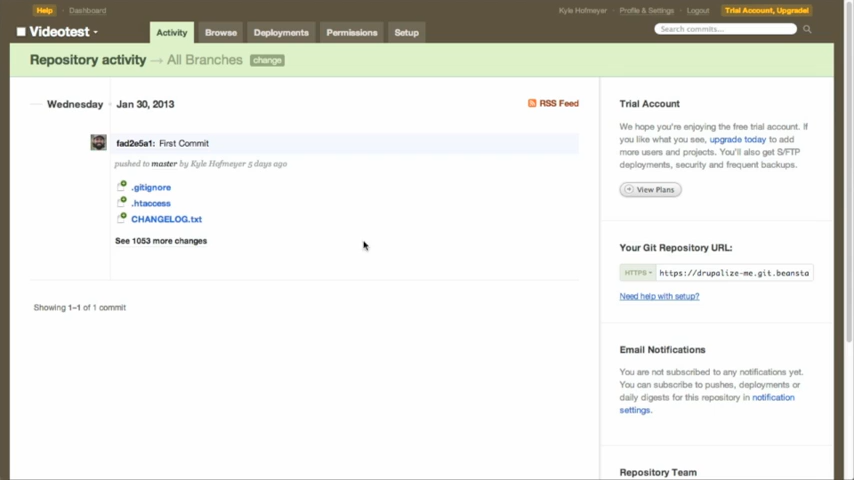 Help Dashboard Kyle Hofmeyer Profile & Settings Logout Trial Account, Upgrade!
Videotest Activity Browse Deployments Permissions Setup Search commits...
Repository activity → All Branches change
Wednesday Jan 30, 2013 RSS Feed
fad2e5a1: First Commit
pushed to master by Kyle Hofmeyer 5 days ago
.gitignore
.htaccess
CHANGELOG.txt
See 1053 more changes
Showing 1–1 of 1 commit
Trial Account
We hope you're enjoying the free trial account. If
you like what you see, upgrade today to add
more users and projects. You'll also get S/FTP
deployments, security and frequent backups.
View Plans
Your Git Repository URL:
HTTPS https://drupalize-me.git.beansta
Need help with setup?
Email Notifications
You are not subscribed to any notifications yet.
You can subscribe to pushes, deployments or
daily digests for this repository in notification
settings.
Repository Team